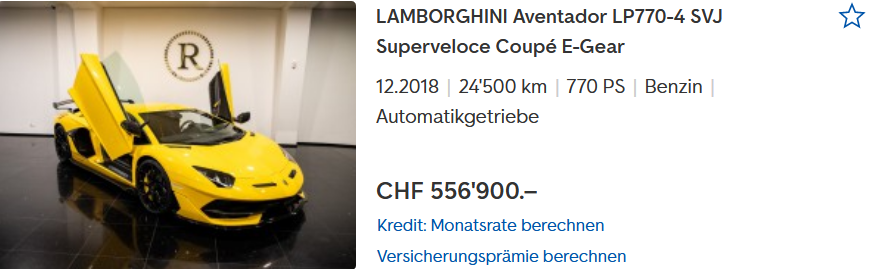 LAMBORGHINI Aventador LP770-4 SVJ
Superveloce Coupé E-Gear
12.2018 | 24'500 km | 770 PS | Benzin |
Automatikgetriebe
CHF 556'900.–
Kredit: Monatsrate berechnen
Versicherungsprämie berechnen
R